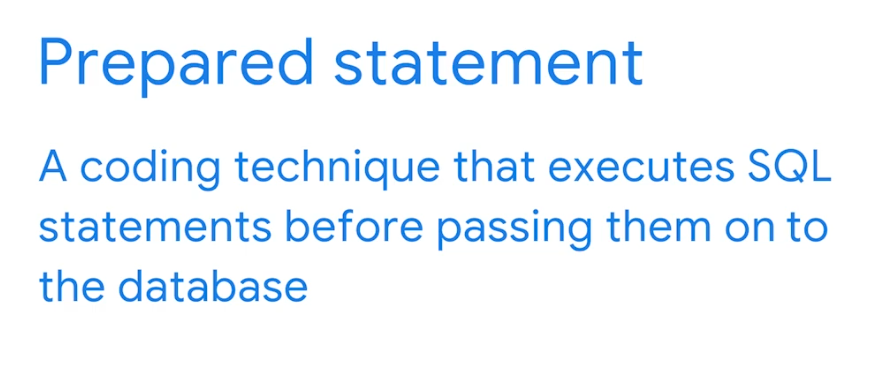 Prepared statement
A coding technique that executes SQL
statements before passing them on to
the database